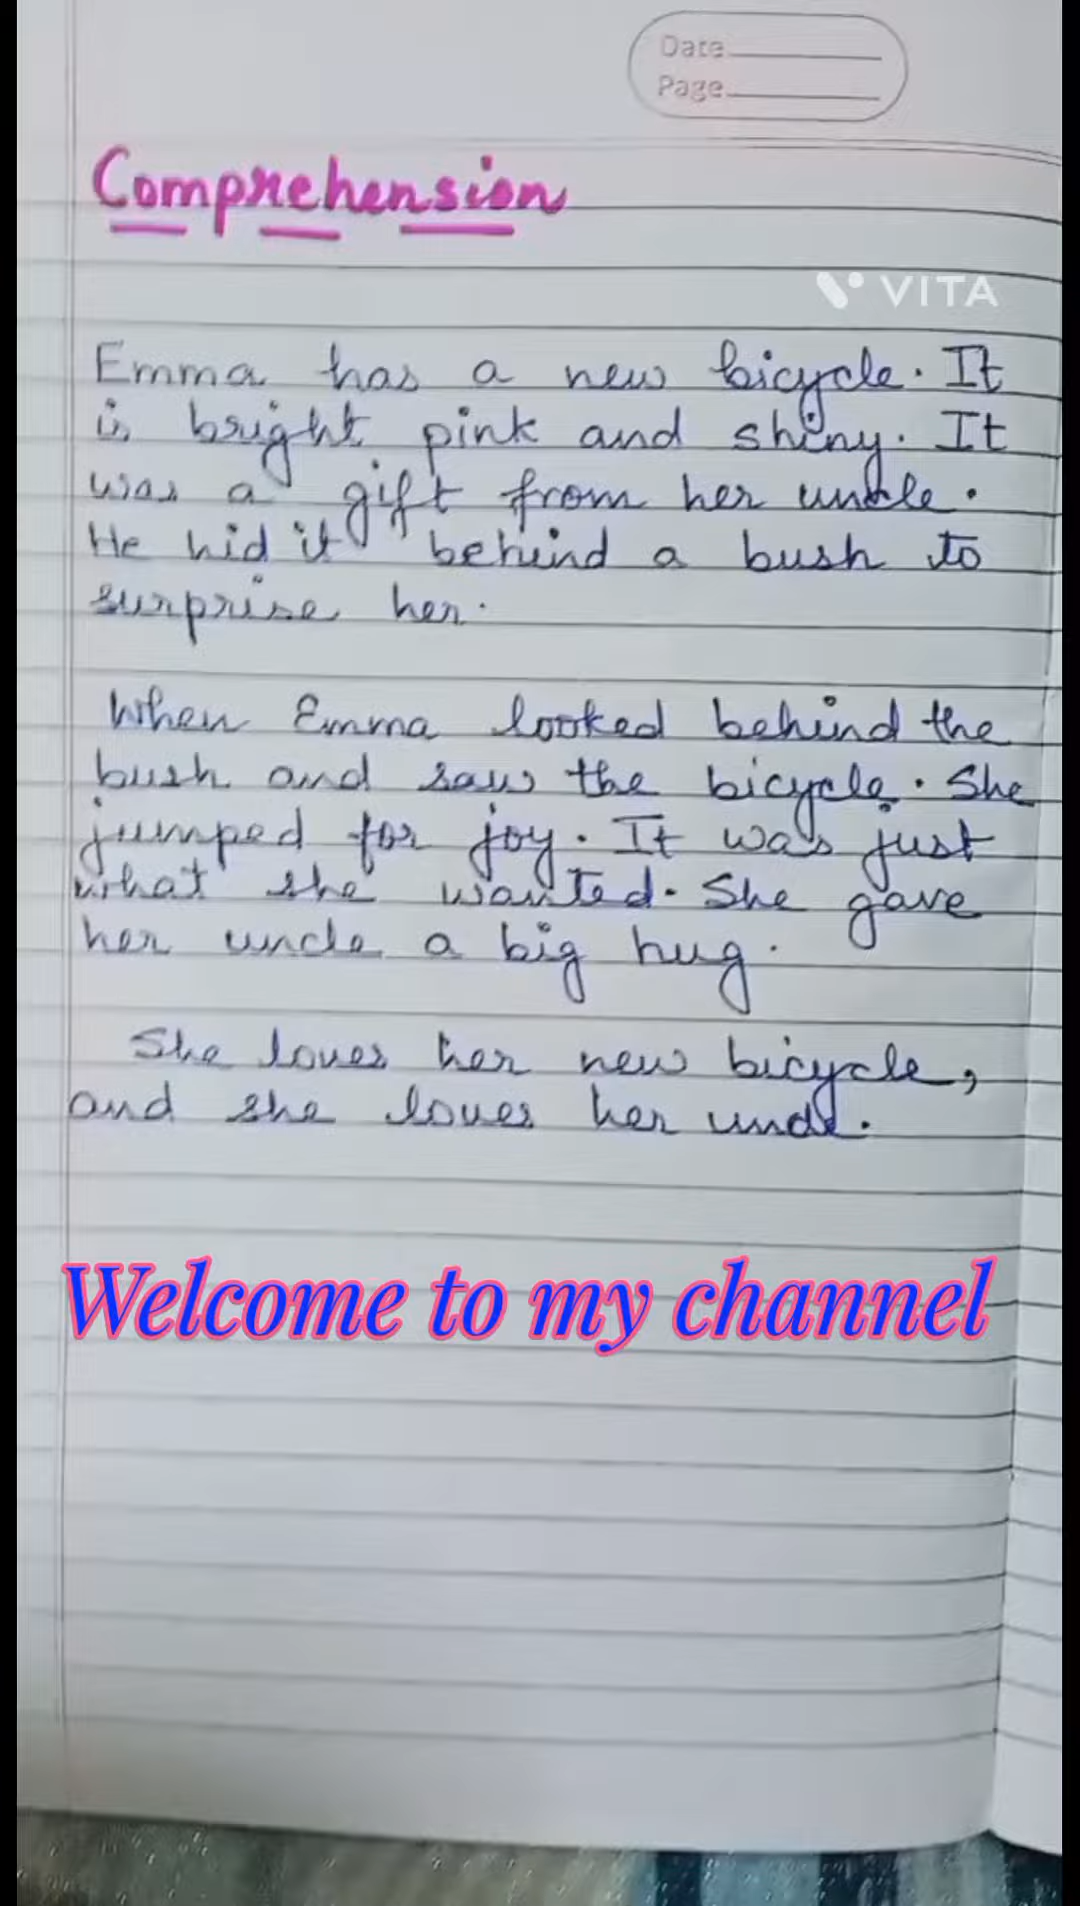 Date
Page
Comprehension
VITA
Emma has a new bicycle. It
is bright pink and shiny. It
was a gift from her uncle.
He hid it behind a bush to
surprise her.
When Emma looked behind the
bush and saw the bicycle. She
jumped for joy. It was just
what she wanted. She gave
her uncle a big hug.
She loves her new bicycle,
and she loves her uncle.
Welcome to my channel